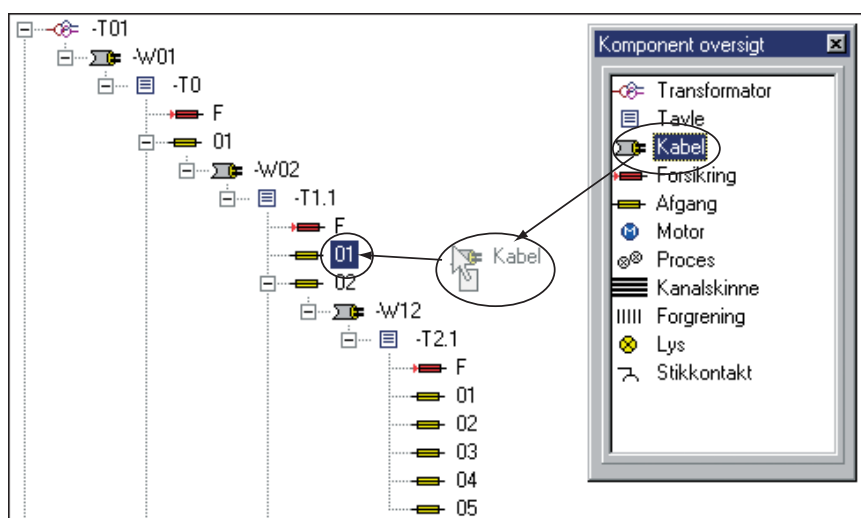 -T01
-W01
-T0
F
01
-W02
-T1.1
F
01
02
-W12
-T2.1
F
01
02
03
04
05
Kabel
Komponent oversigt
Transformator
Tavle
Kabel
Forsikring
Afgang
Motor
Proces
Kanalskinne
Forgrening
Lys
Stikkontakt